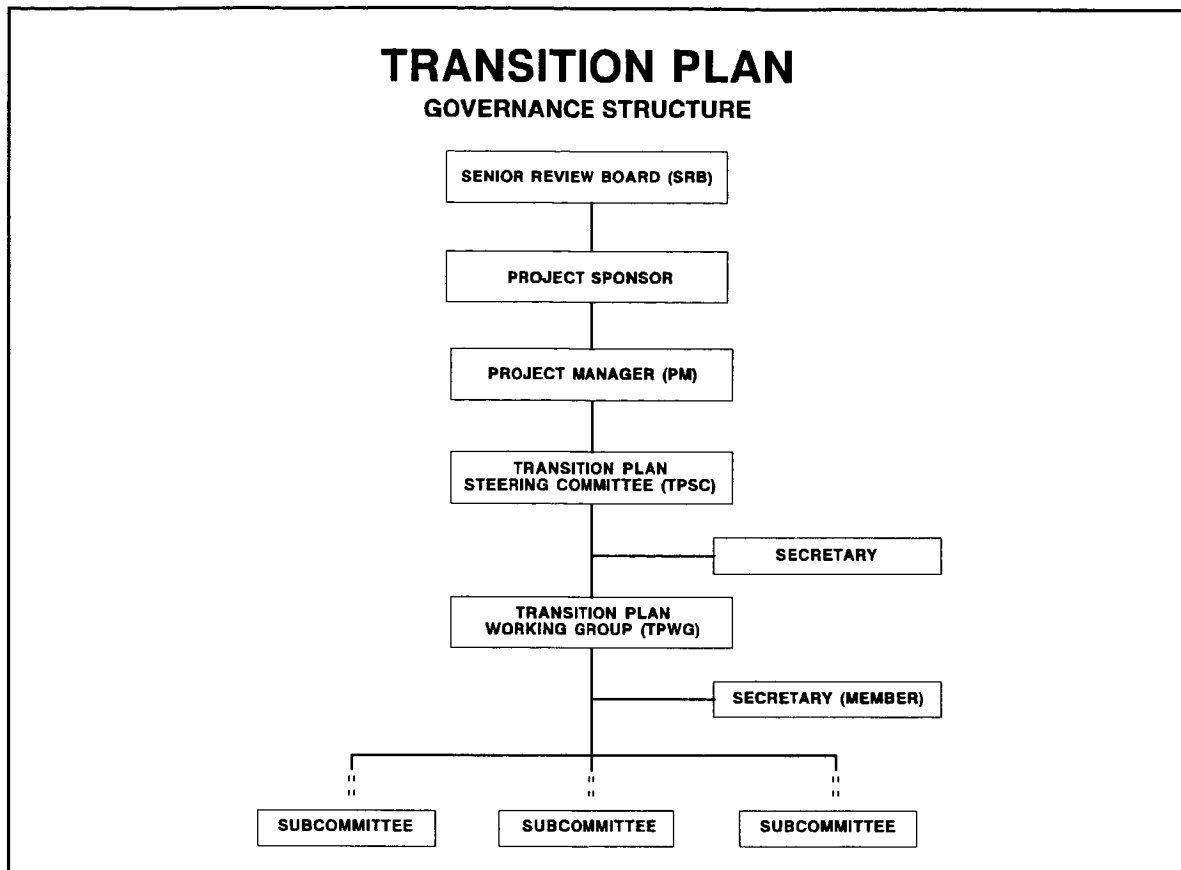 TRANSITION PLAN
GOVERNANCE STRUCTURE
SENIOR REVIEW BOARD (SRB)
PROJECT SPONSOR
PROJECT MANAGER (PM)
TRANSITION PLAN
STEERING COMMITTEE (TPSC)
SECRETARY
TRANSITION PLAN
WORKING GROUP (TPWG)
SECRETARY (MEMBER)
SUBCOMMITTEE
SUBCOMMITTEE
SUBCOMMITTEE